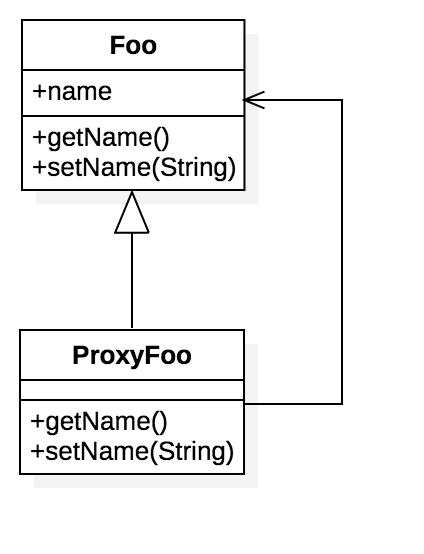 Foo
+name
+getName()
+setName(String)
ProxyFoo
+getName()
+setName(String)